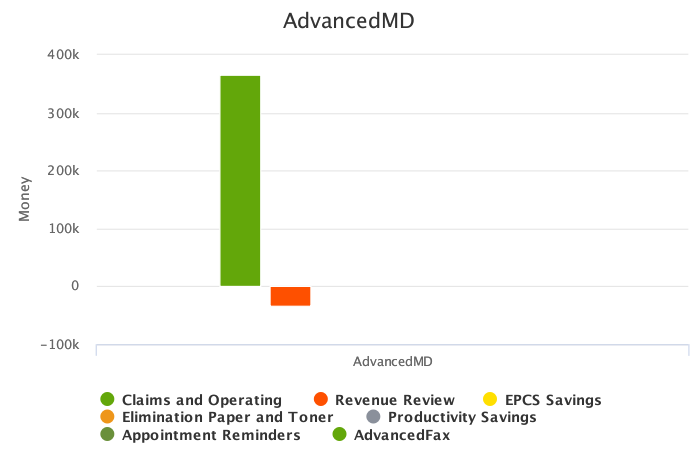 AdvancedMD
400k
300k
200k
100k
0
-100k
Money
AdvancedMD
Claims and Operating Revenue Review EPCS Savings
Elimination Paper and Toner Productivity Savings
Appointment Reminders AdvancedFax